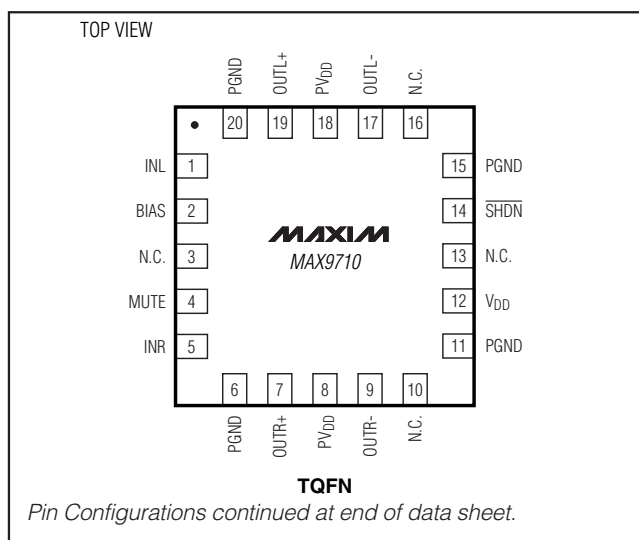 TOP VIEW
PGND OUTL+ PVDD OUTL- N.C.
20 19 18 17 16
INL 1 15 PGND
BIAS 2 14 SHDN
N.C. 3 13 N.C.
MUTE 4 12 VDD
INR 5 11 PGND
MAXIM
MAX9710
6 7 8 9 10
PGND OUTR+ PVDD OUTR- N.C.
TQFN
Pin Configurations continued at end of data sheet.